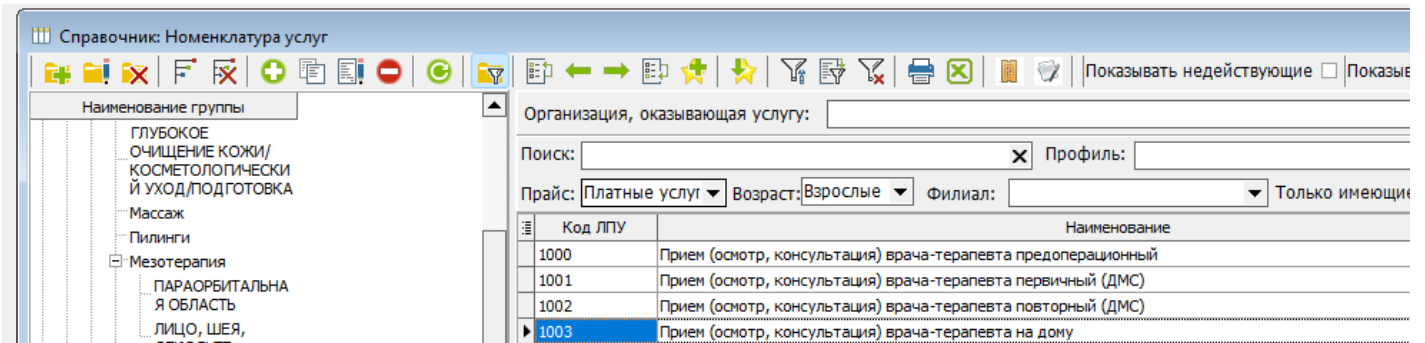 Справочник: Номенклатура услуг
Показывать недействующие
Наименование группы
ГЛУБОКОЕ
ОЧИЩЕНИЕ КОЖИ/
КОСМЕТОЛОГИЧЕСКИ
Й УХОД/ПОДГОТОВКА
Массаж
Пилинги
Мезотерапия
ПАРАОРБИТАЛЬНА
Я ОБЛАСТЬ
ЛИЦО, ШЕЯ,
Организация, оказывающая услугу:
Поиск: Профиль:
Прайс: Платные услуг Возраст: Взрослые Филиал: Только имеющие
Код ЛПУ Наименование
1000 Прием (осмотр, консультация) врача-терапевта предоперационный
1001 Прием (осмотр, консультация) врача-терапевта первичный (ДМС)
1002 Прием (осмотр, консультация) врача-терапевта повторный (ДМС)
1003 Прием (осмотр, консультация) врача-терапевта на дому